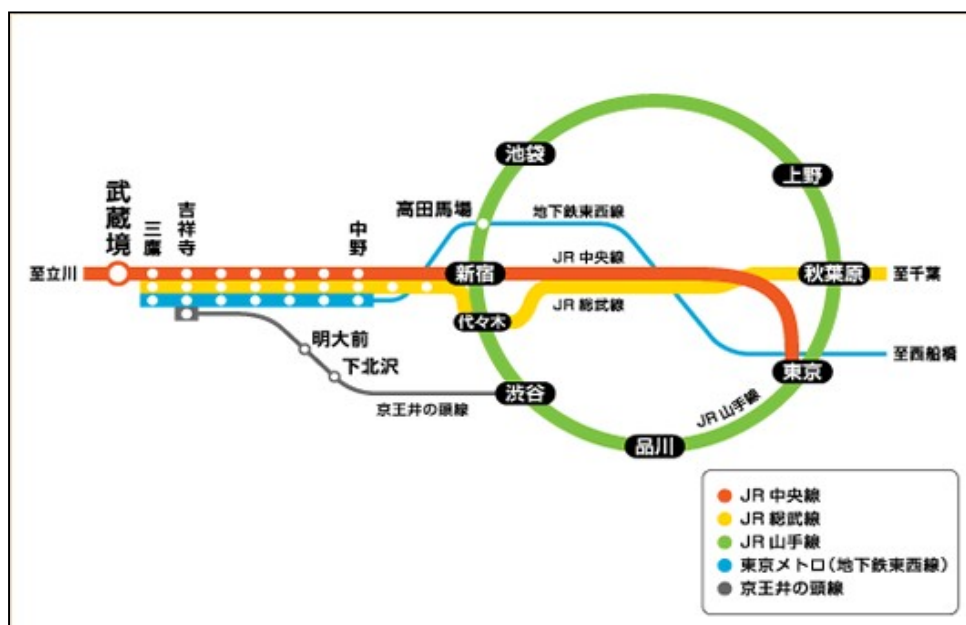 池袋
上野
武蔵境
三鷹
吉祥寺
中野
高田馬場
地下鉄東西線
至立川
新宿
JR 中央線
秋葉原
至千葉
代々木
JR 総武線
明大前
下北沢
至西船橋
東京
京王井の頭線
渋谷
JR 山手線
品川
JR 中央線
JR 総武線
JR 山手線
東京メトロ(地下鉄東西線)
京王井の頭線